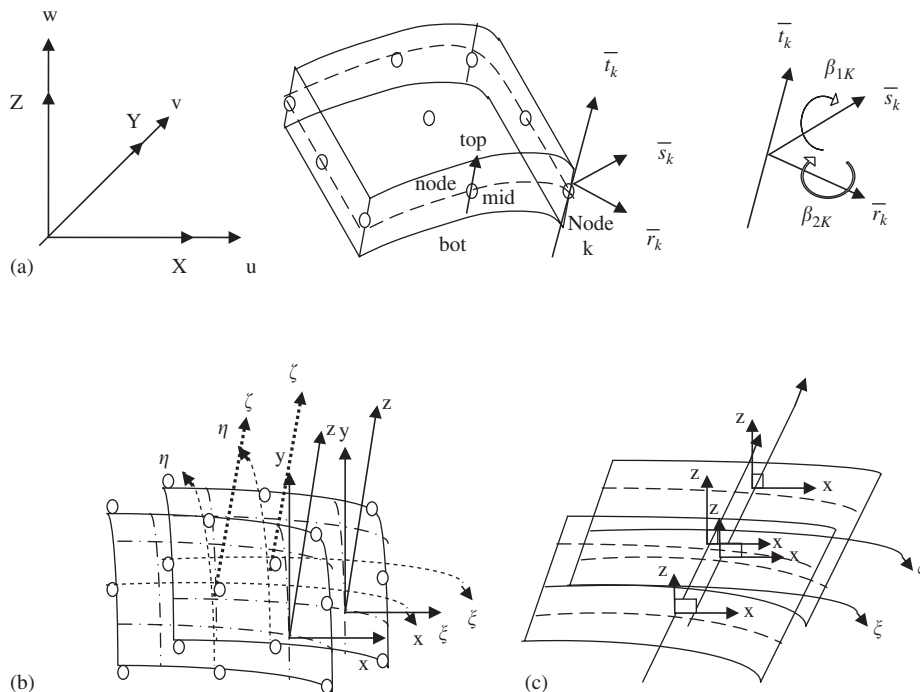 w
Z
v
Y
X
u
(a)
top
node
mid
bot
Node
k
t̅k
s̅k
r̅k
t̅k
β1K
s̅k
β2K
r̅k
ζ
ζ
η
η
z
z
y
y
x
x
ξ
ξ
(b)
z
x
z
x
z
x
z
x
ξ
(c)